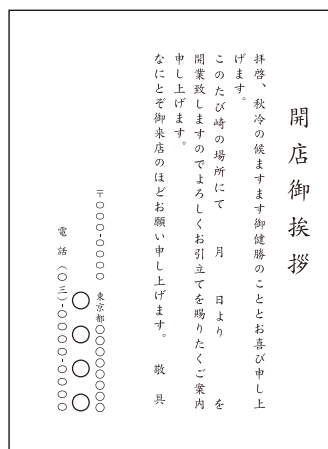 開店御挨拶
拝啓、秋冷の候ますます御健勝のこととお喜び申し上
げます。
このたび﨑の場所にて　月　日より　を
開業致しますのでよろしくお引立てを賜りたくご案内
申し上げます。
なにとぞ御来店のほどお願い申し上げます。　敬具
〒〇〇〇-〇〇〇〇　東京都〇〇〇〇〇〇〇
〇〇〇〇
電話（〇三）-〇〇〇〇-〇〇〇〇